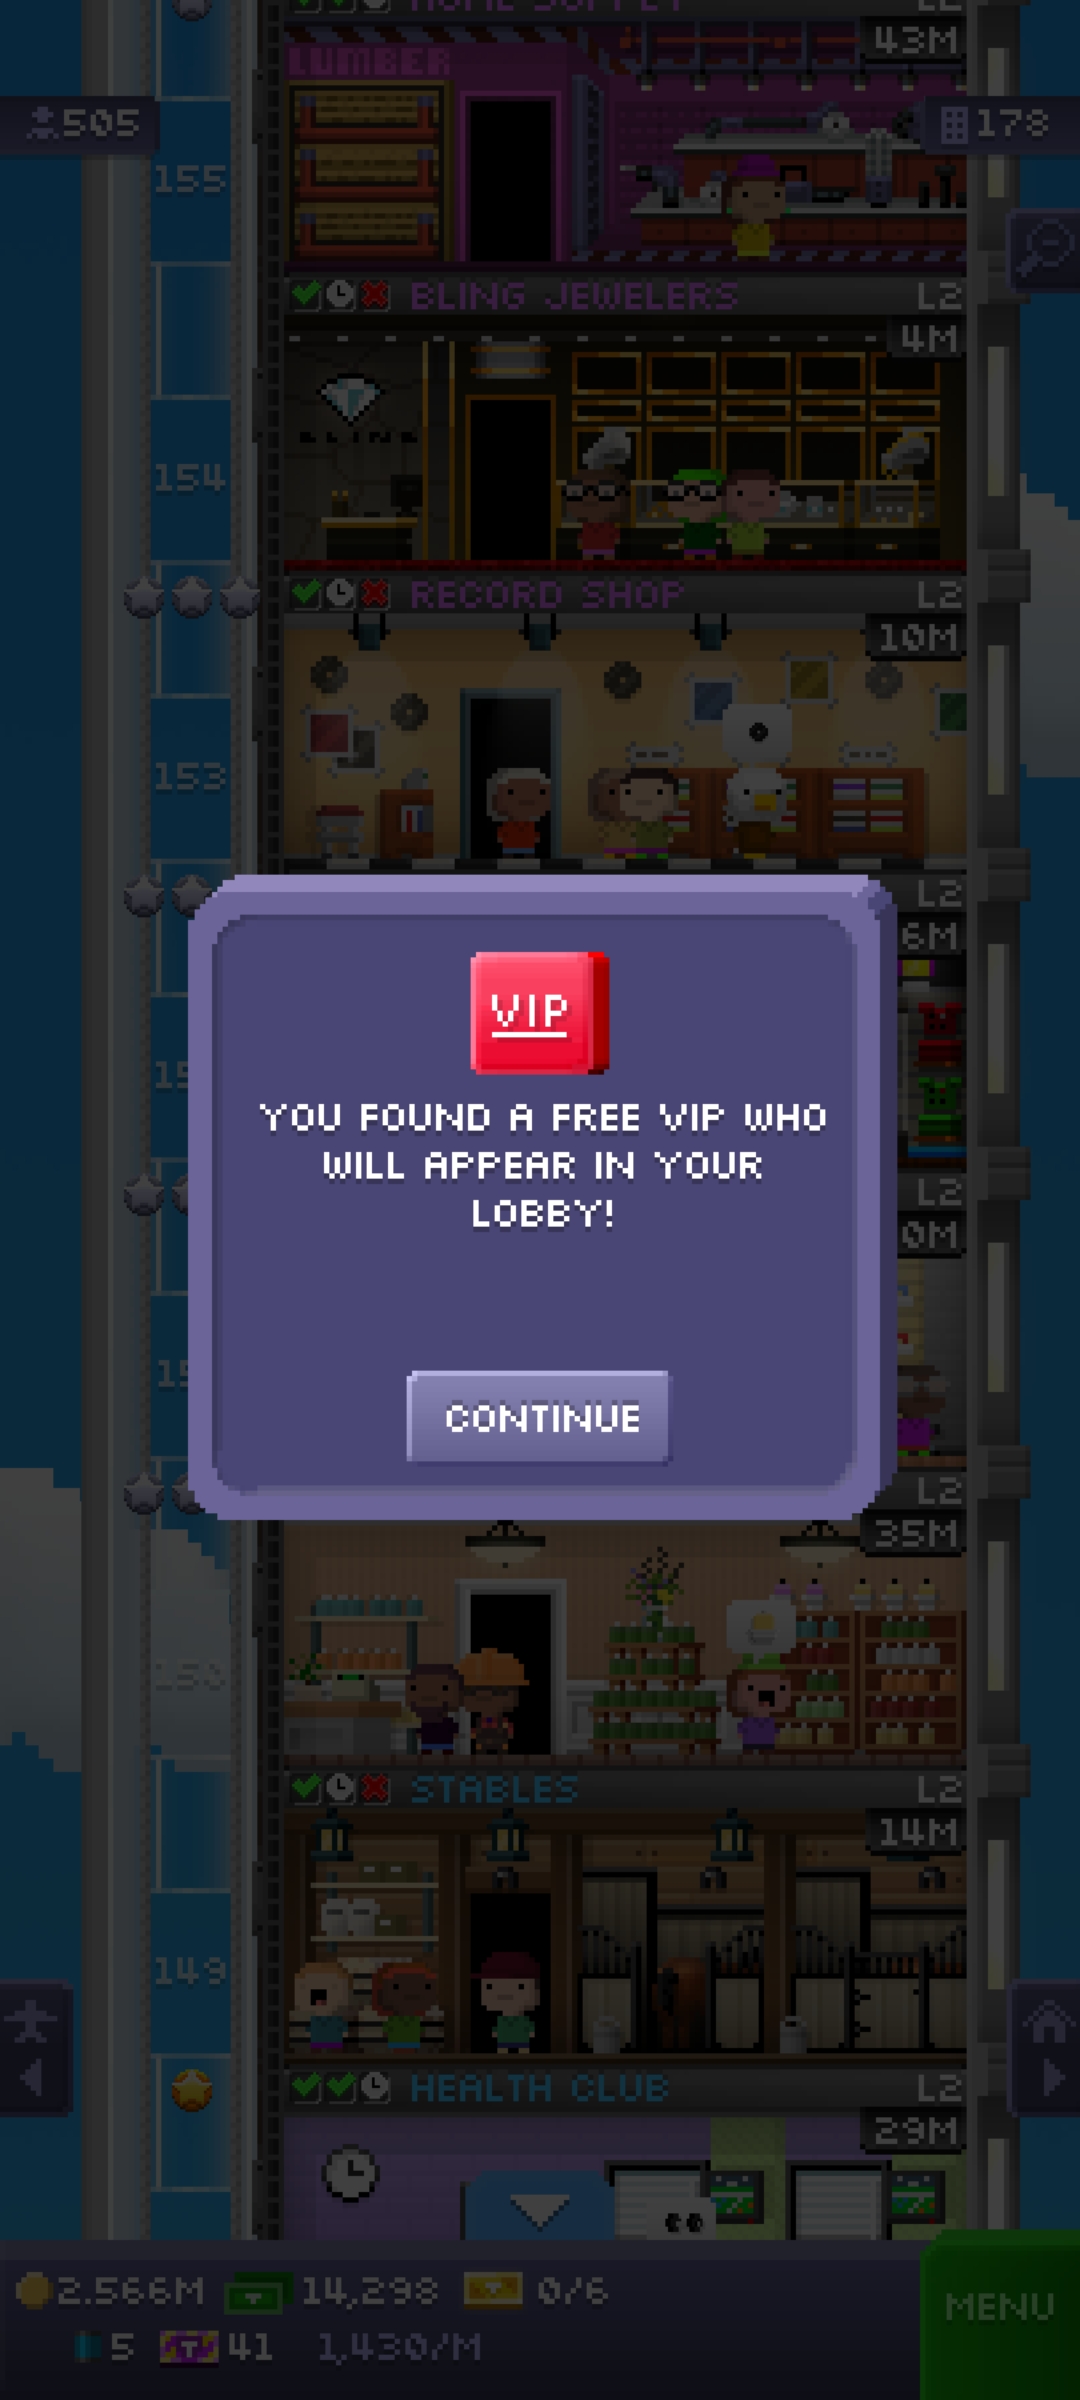 HOME SUPPLY L2
43M
LUMBER
505
178
155
BLING JEWELERS L2
4M
BLING
154
RECORD SHOP L2
10M
153
L2
6M
VIP
YOU FOUND A FREE VIP WHO
WILL APPEAR IN YOUR
LOBBY!
15
L2
0M
CONTINUE
15
L2
35M
150
STABLES L2
14M
149
HEALTH CLUB L2
29M
2.566M 14,298 0/6
MENU
5 41 1,430/M